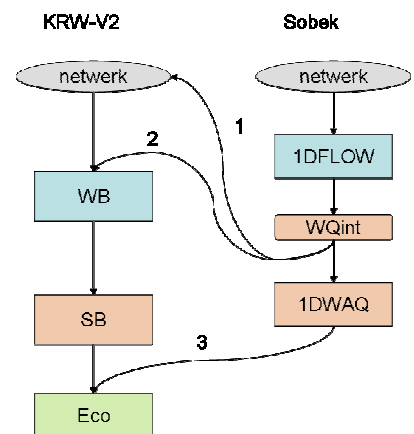 KRW-V2 Sobek
netwerk netwerk
1
2 1DFLOW
WB
WQint
SB 1DWAQ
3
Eco